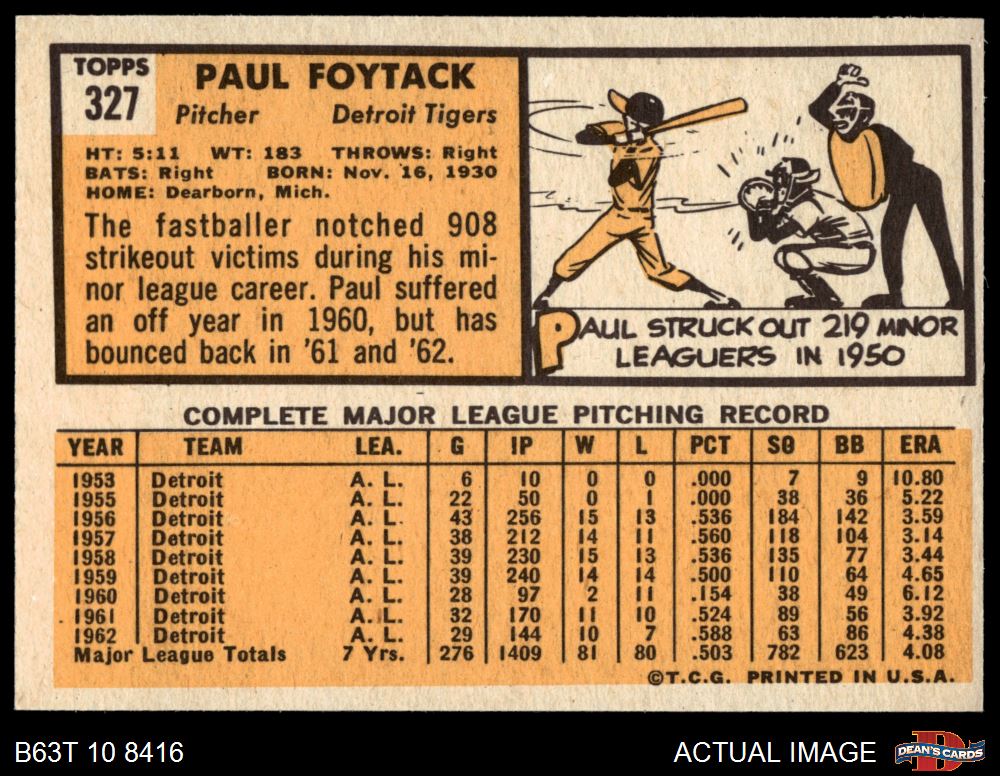 TOPPS
327
PAUL FOYTACK
Pitcher Detroit Tigers
HT: 5:11 WT: 183 THROWS: Right
BATS: Right BORN: Nov. 16, 1930
HOME: Dearborn, Mich.
The fastballer notched 908
strikeout victims during his mi-
nor league career. Paul suffered
an off year in 1960, but has
bounced back in '61 and '62.
PAUL STRUCK OUT 219 MINOR
LEAGUERS IN 1950
COMPLETE MAJOR LEAGUE PITCHING RECORD
YEAR TEAM LEA. G IP W L PCT SO BB ERA
1953 Detroit A. L. 6 10 0 0 .000 7 9 10.80
1955 Detroit A. L. 22 50 0 1 .000 38 36 5.22
1956 Detroit A. L. 43 256 15 13 .536 184 142 3.59
1957 Detroit A. L. 38 212 14 11 .560 118 104 3.14
1958 Detroit A. L. 39 230 15 13 .536 135 77 3.44
1959 Detroit A. L. 39 240 14 14 .500 110 64 4.65
1960 Detroit A. L. 28 97 2 11 .154 38 49 6.12
1961 Detroit A. L. 32 170 11 10 .524 89 56 3.92
1962 Detroit A. L. 29 144 10 7 .588 63 86 4.38
Major League Totals 7 Yrs. 276 1409 81 80 .503 782 623 4.08
©T.C.G. PRINTED IN U.S.A.
B63T 10 8416 ACTUAL IMAGE DEAN'S CARDS